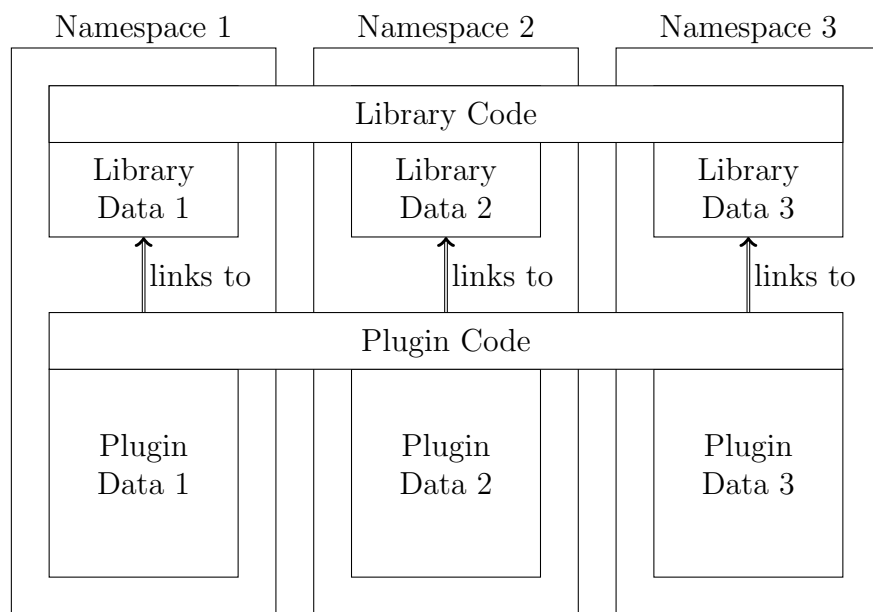 Namespace 1
Namespace 2
Namespace 3
Library Code
Library
Data 1
Library
Data 2
Library
Data 3
links to
links to
links to
Plugin Code
Plugin
Data 1
Plugin
Data 2
Plugin
Data 3